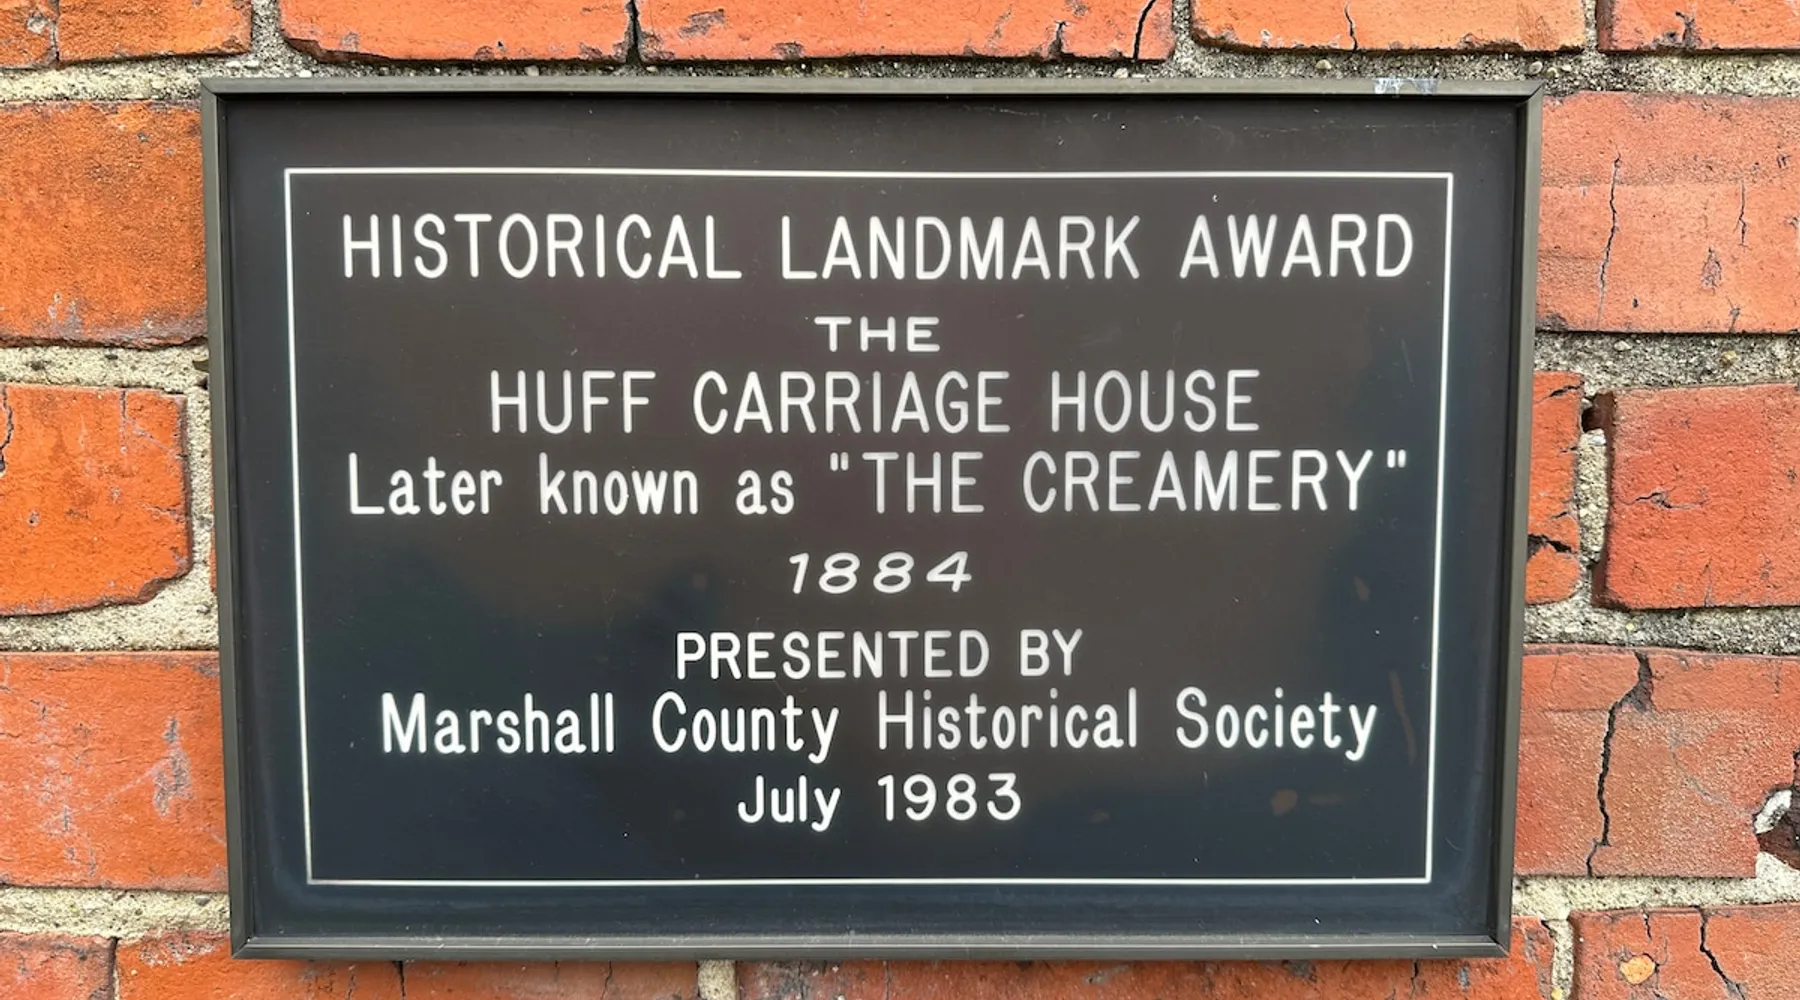 HISTORICAL LANDMARK AWARD
THE
HUFF CARRIAGE HOUSE
Later known as "THE CREAMERY"
1884
PRESENTED BY
Marshall County Historical Society
July 1983